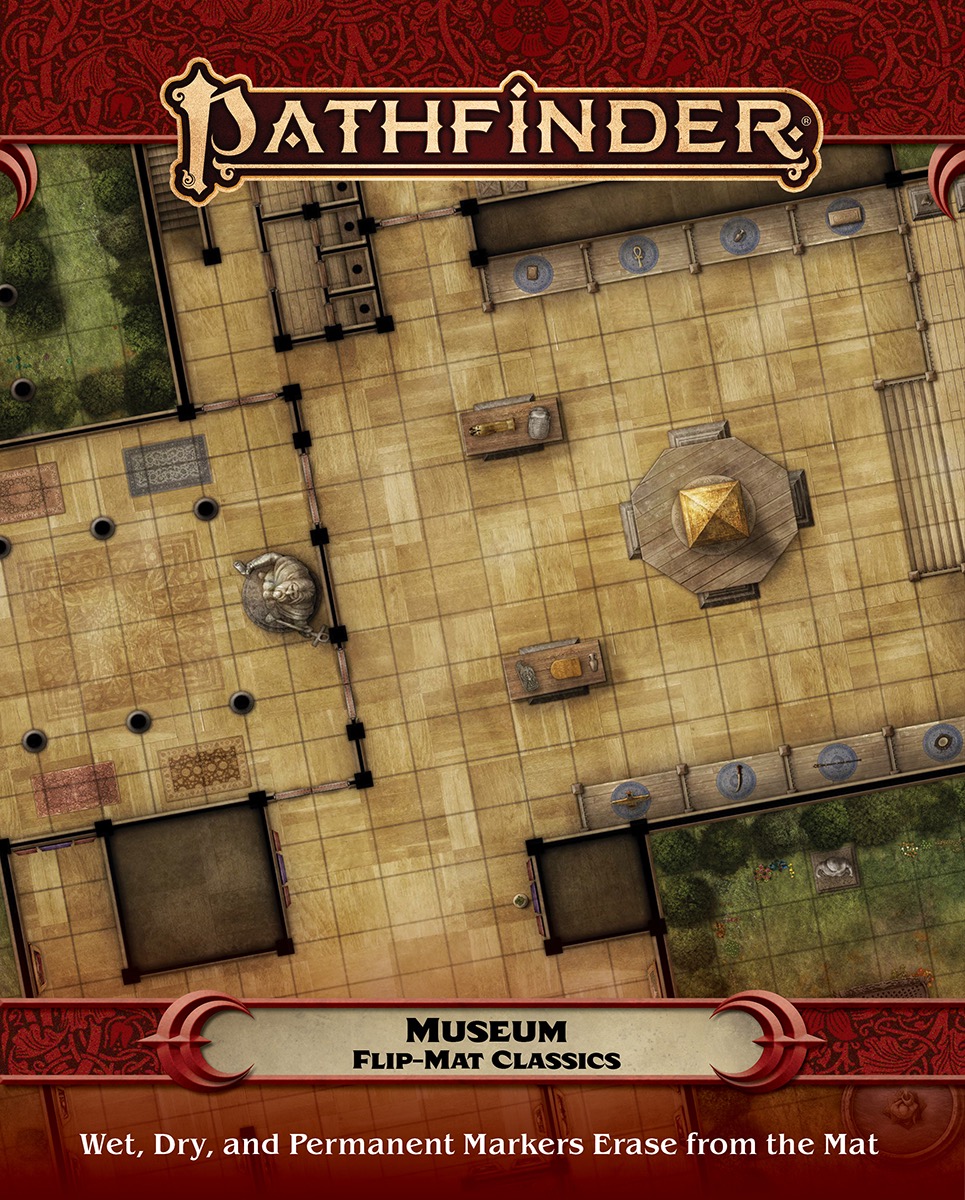 PATHFINDER®
MUSEUM
FLIP-MAT CLASSICS
Wet, Dry, and Permanent Markers Erase from the Mat